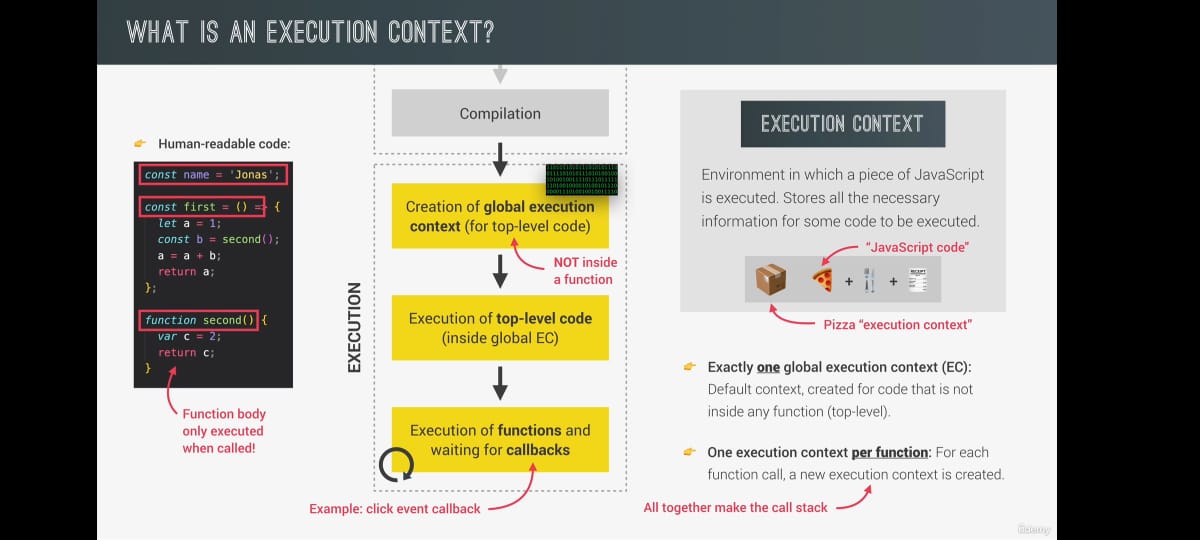 WHAT IS AN EXECUTION CONTEXT?
👉 Human-readable code:
const name = 'Jonas';
const first = () => {
let a = 1;
const b = second();
a = a + b;
return a;
};
function second() {
var c = 2;
return c;
}
Function body
only executed
when called!
EXECUTION
Compilation
Creation of global execution
context (for top-level code)
NOT inside
a function
Execution of top-level code
(inside global EC)
Execution of functions and
waiting for callbacks
Example: click event callback
EXECUTION CONTEXT
Environment in which a piece of JavaScript
is executed. Stores all the necessary
information for some code to be executed.
"JavaScript code"
+ +
RECEIPT
Pizza "execution context"
👉 Exactly one global execution context (EC):
Default context, created for code that is not
inside any function (top-level).
👉 One execution context per function: For each
function call, a new execution context is created.
All together make the call stack
Udemy